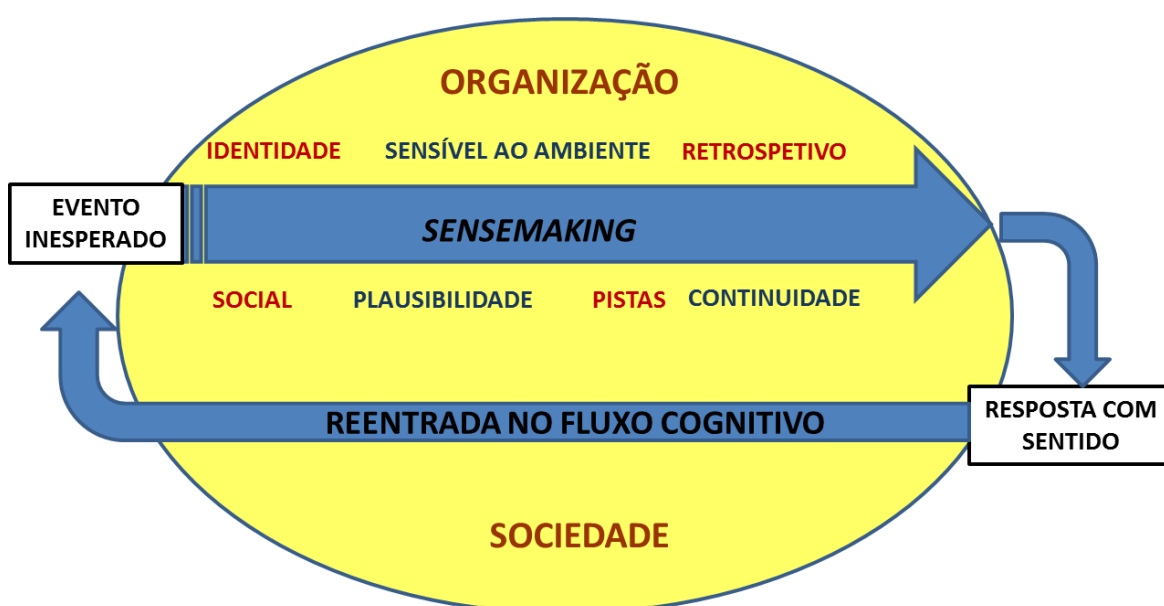 ORGANIZAÇÃO
IDENTIDADE SENSÍVEL AO AMBIENTE RETROSPETIVO
EVENTO
INESPERADO
SENSEMAKING
SOCIAL PLAUSIBILIDADE PISTAS CONTINUIDADE
REENTRADA NO FLUXO COGNITIVO
RESPOSTA COM
SENTIDO
SOCIEDADE